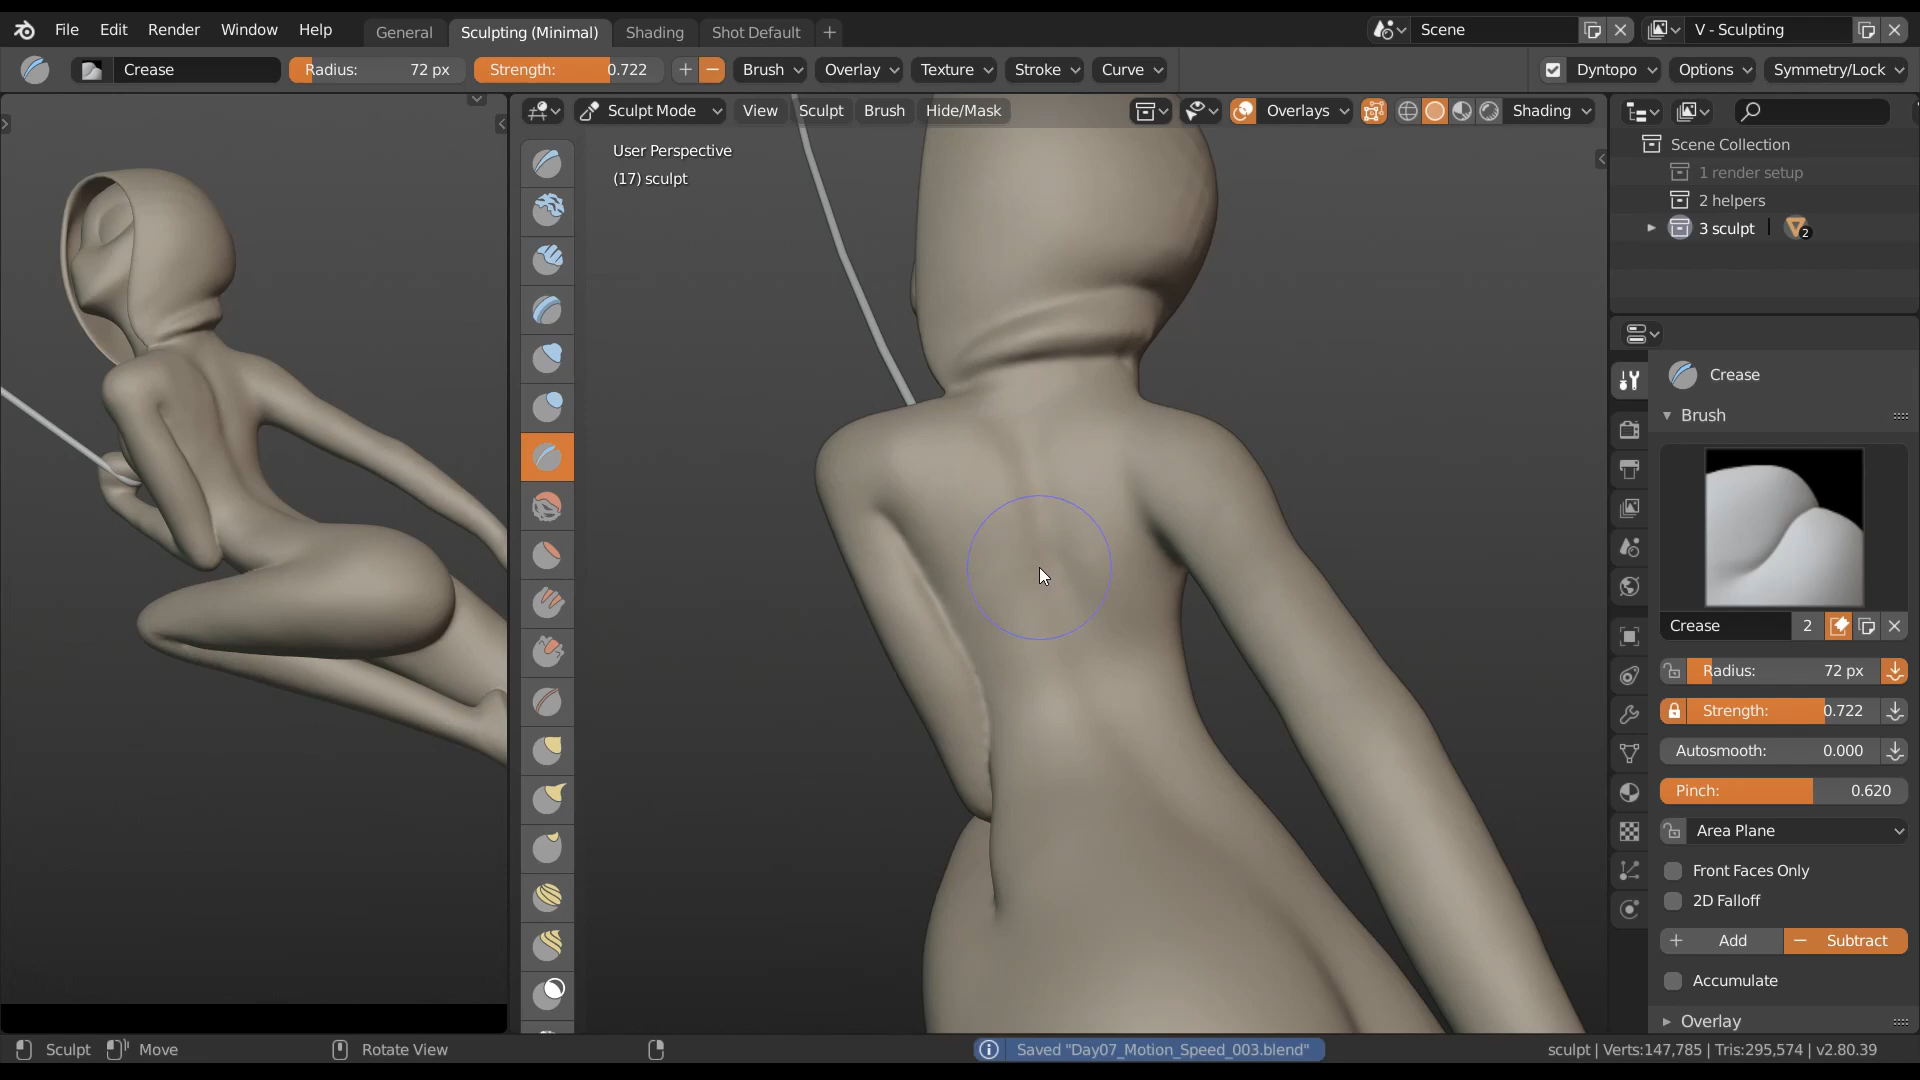 File Edit Render Window Help General Sculpting (Minimal) Shading Shot Default + Scene V - Sculpting
Crease Radius: 72 px Strength: 0.722 + − Brush Overlay Texture Stroke Curve Dyntopo Options Symmetry/Lock
Sculpt Mode View Sculpt Brush Hide/Mask Overlays Shading
User Perspective
(17) sculpt
Scene Collection
1 render setup
2 helpers
3 sculpt 2
Crease
Brush
Crease 2
Radius: 72 px
Strength: 0.722
Autosmooth: 0.000
Pinch: 0.620
Area Plane
Front Faces Only
2D Falloff
+ Add − Subtract
Accumulate
Overlay
Sculpt Move Rotate View Saved "Day07_Motion_Speed_003.blend" sculpt | Verts:147,785 | Tris:295,574 | v2.80.39